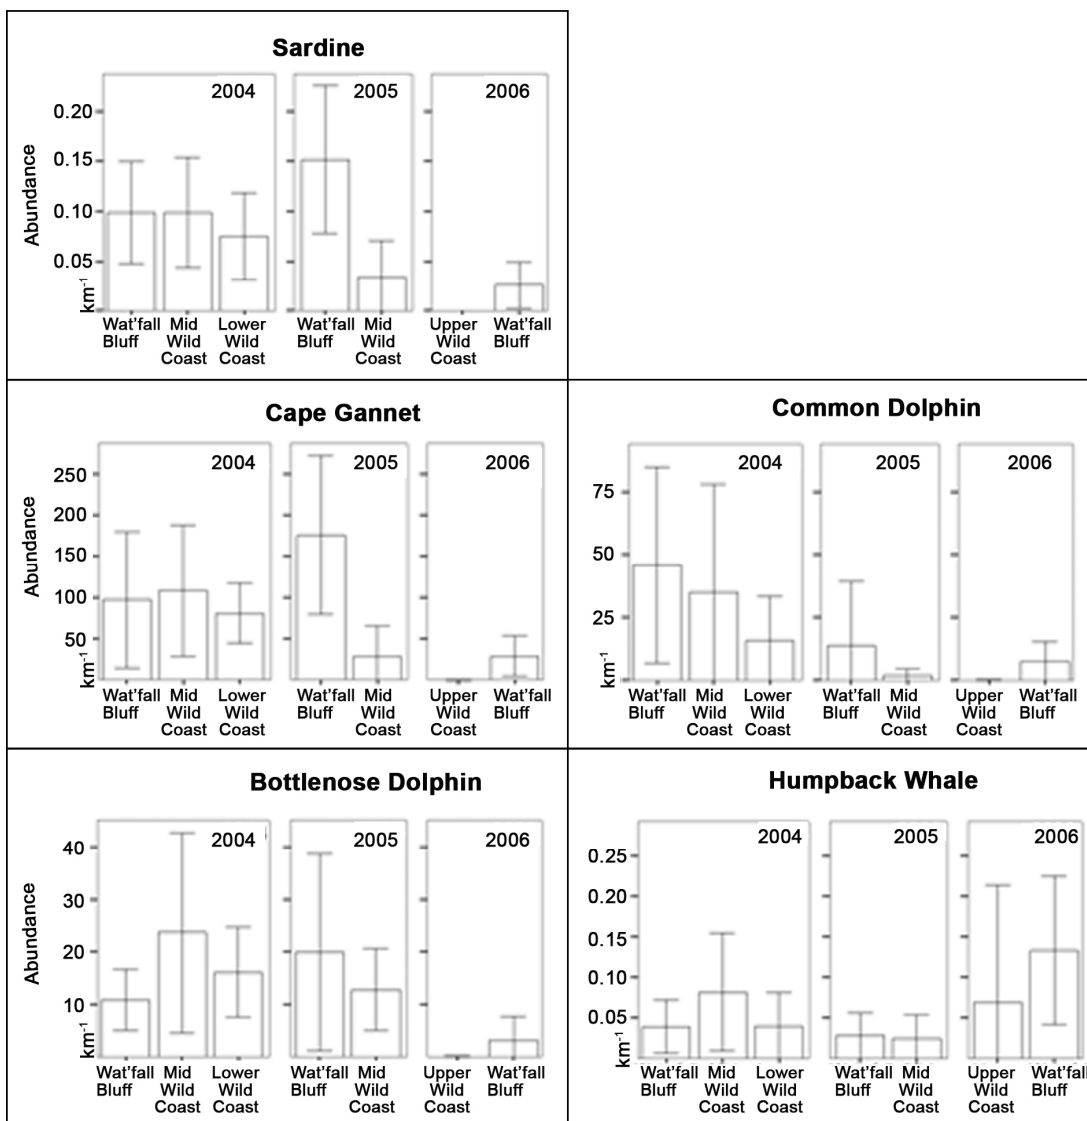 Sardine
2004
2005
2006
Abundance
km⁻¹
0.20
0.15
0.10
0.05
Wat'fall
Bluff
Mid
Wild
Coast
Lower
Wild
Coast
Wat'fall
Bluff
Mid
Wild
Coast
Upper
Wild
Coast
Wat'fall
Bluff
Cape Gannet
2004
2005
2006
Abundance
km⁻¹
250
200
150
100
50
Wat'fall
Bluff
Mid
Wild
Coast
Lower
Wild
Coast
Wat'fall
Bluff
Mid
Wild
Coast
Upper
Wild
Coast
Wat'fall
Bluff
Common Dolphin
2004
2005
2006
km⁻¹
75
50
25
Wat'fall
Bluff
Mid
Wild
Coast
Lower
Wild
Coast
Wat'fall
Bluff
Mid
Wild
Coast
Upper
Wild
Coast
Wat'fall
Bluff
Bottlenose Dolphin
2004
2005
2006
Abundance
km⁻¹
40
30
20
10
Wat'fall
Bluff
Mid
Wild
Coast
Lower
Wild
Coast
Wat'fall
Bluff
Mid
Wild
Coast
Upper
Wild
Coast
Wat'fall
Bluff
Humpback Whale
2004
2005
2006
km⁻¹
0.25
0.20
0.15
0.10
0.05
Wat'fall
Bluff
Mid
Wild
Coast
Lower
Wild
Coast
Wat'fall
Bluff
Mid
Wild
Coast
Upper
Wild
Coast
Wat'fall
Bluff